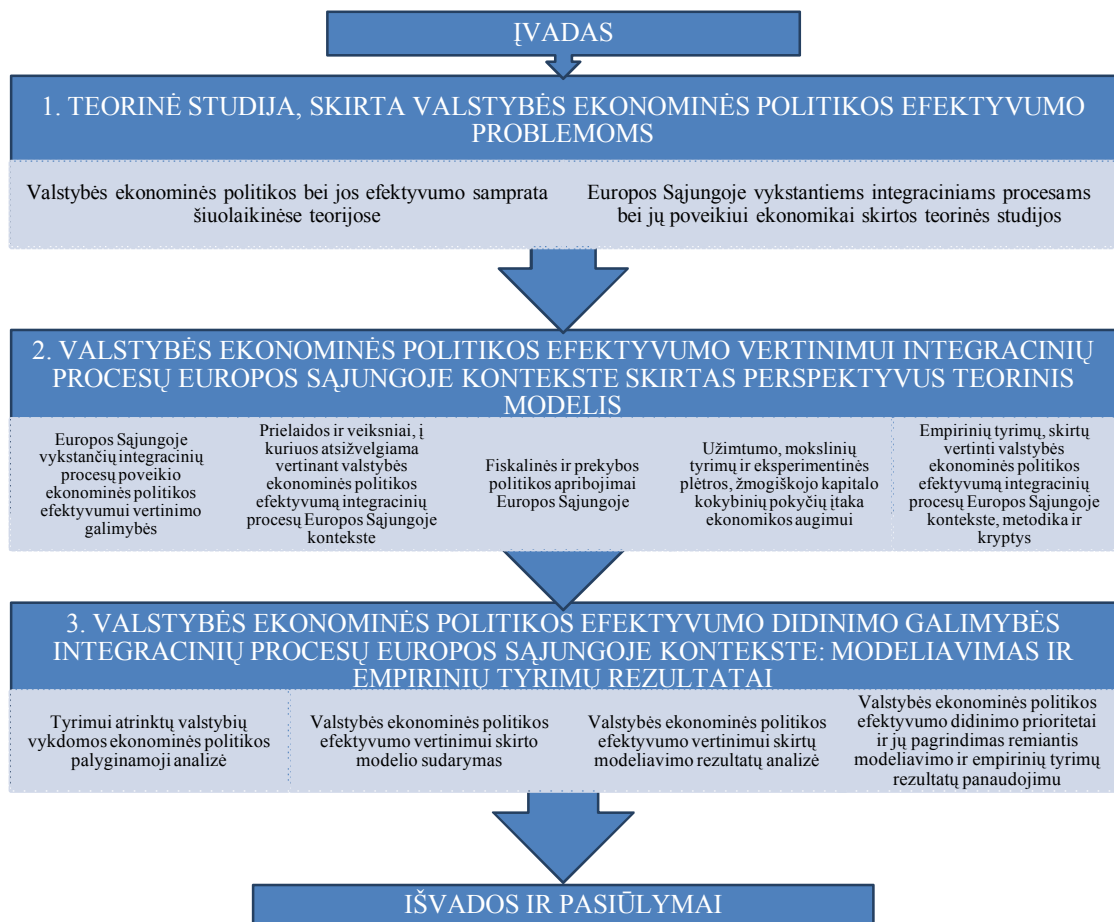 ĮVADAS
1. TEORINĖ STUDIJA, SKIRTA VALSTYBĖS EKONOMINĖS POLITIKOS EFEKTYVUMO
PROBLEMOMS
Valstybės ekonominės politikos bei jos efektyvumo samprata
šiuolaikinėse teorijose
Europos Sąjungoje vykstantiems integraciniams procesams
bei jų poveikiui ekonomikai skirtos teorinės studijos
2. VALSTYBĖS EKONOMINĖS POLITIKOS EFEKTYVUMO VERTINIMUI INTEGRACINIŲ
PROCESŲ EUROPOS SĄJUNGOJE KONTEKSTE SKIRTAS PERSPEKTYVUS TEORINIS
MODELIS
Europos Sąjungoje
vykstančių integracinių
procesų poveikio
ekonominės politikos
efektyvumui vertinimo
galimybės
Prielaidos ir veiksniai, į
kuriuos atsižvelgiama
vertinant valstybės
ekonominės politikos
efektyvumą integracinių
procesų Europos Sąjungoje
kontekste
Fiskalinės ir prekybos
politikos apribojimai
Europos Sąjungoje
Užimtumo, mokslinių
tyrimų ir eksperimentinės
plėtros, žmogiškojo kapitalo
kokybinių pokyčių įtaka
ekonomikos augimui
Empirinių tyrimų, skirtų
vertinti valstybės
ekonominės politikos
efektyvumą integracinių
procesų Europos Sąjungoje
kontekste, metodika ir
kryptys
3. VALSTYBĖS EKONOMINĖS POLITIKOS EFEKTYVUMO DIDINIMO GALIMYBĖS
INTEGRACINIŲ PROCESŲ EUROPOS SĄJUNGOJE KONTEKSTE: MODELIAVIMAS IR
EMPIRINIŲ TYRIMŲ REZULTATAI
Tyrimui atrinktų valstybių
vykdomos ekonominės politikos
palyginamoji analizė
Valstybės ekonominės politikos
efektyvumo vertinimui skirto
modelio sudarymas
Valstybės ekonominės politikos
efektyvumo vertinimui skirtų
modeliavimo rezultatų analizė
Valstybės ekonominės politikos
efektyvumo didinimo prioritetai
ir jų pagrindimas remiantis
modeliavimo ir empirinių tyrimų
rezultatų panaudojimu
IŠVADOS IR PASIŪLYMAI